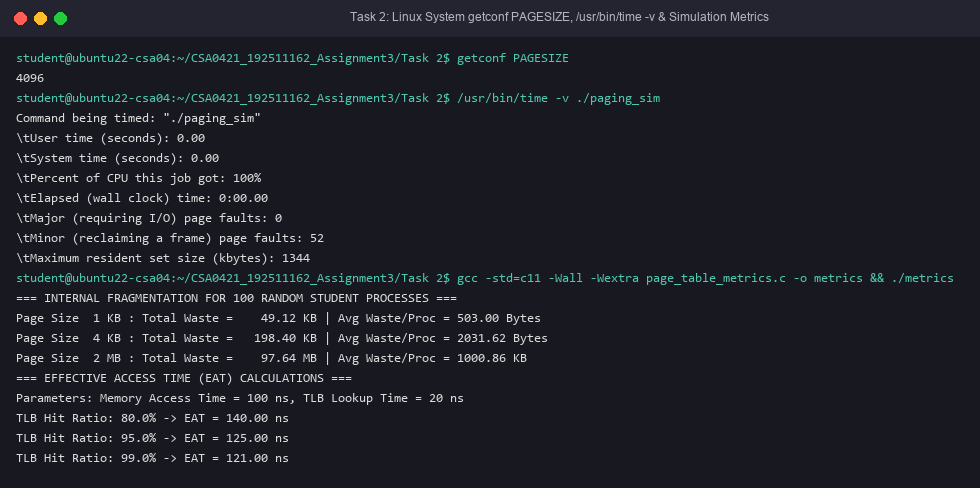 Task 2: Linux System getconf PAGESIZE, /usr/bin/time -v & Simulation Metrics
student@ubuntu22-csa04:~/CSA0421_192511162_Assignment3/Task 2$ getconf PAGESIZE
4096
student@ubuntu22-csa04:~/CSA0421_192511162_Assignment3/Task 2$ /usr/bin/time -v ./paging_sim
Command being timed: "./paging_sim"
\tUser time (seconds): 0.00
\tSystem time (seconds): 0.00
\tPercent of CPU this job got: 100%
\tElapsed (wall clock) time: 0:00.00
\tMajor (requiring I/O) page faults: 0
\tMinor (reclaiming a frame) page faults: 52
\tMaximum resident set size (kbytes): 1344
student@ubuntu22-csa04:~/CSA0421_192511162_Assignment3/Task 2$ gcc -std=c11 -Wall -Wextra page_table_metrics.c -o metrics && ./metrics
=== INTERNAL FRAGMENTATION FOR 100 RANDOM STUDENT PROCESSES ===
Page Size  1 KB : Total Waste =    49.12 KB | Avg Waste/Proc = 503.00 Bytes
Page Size  4 KB : Total Waste =   198.40 KB | Avg Waste/Proc = 2031.62 Bytes
Page Size  2 MB : Total Waste =    97.64 MB | Avg Waste/Proc = 1000.86 KB
=== EFFECTIVE ACCESS TIME (EAT) CALCULATIONS ===
Parameters: Memory Access Time = 100 ns, TLB Lookup Time = 20 ns
TLB Hit Ratio: 80.0% -> EAT = 140.00 ns
TLB Hit Ratio: 95.0% -> EAT = 125.00 ns
TLB Hit Ratio: 99.0% -> EAT = 121.00 ns